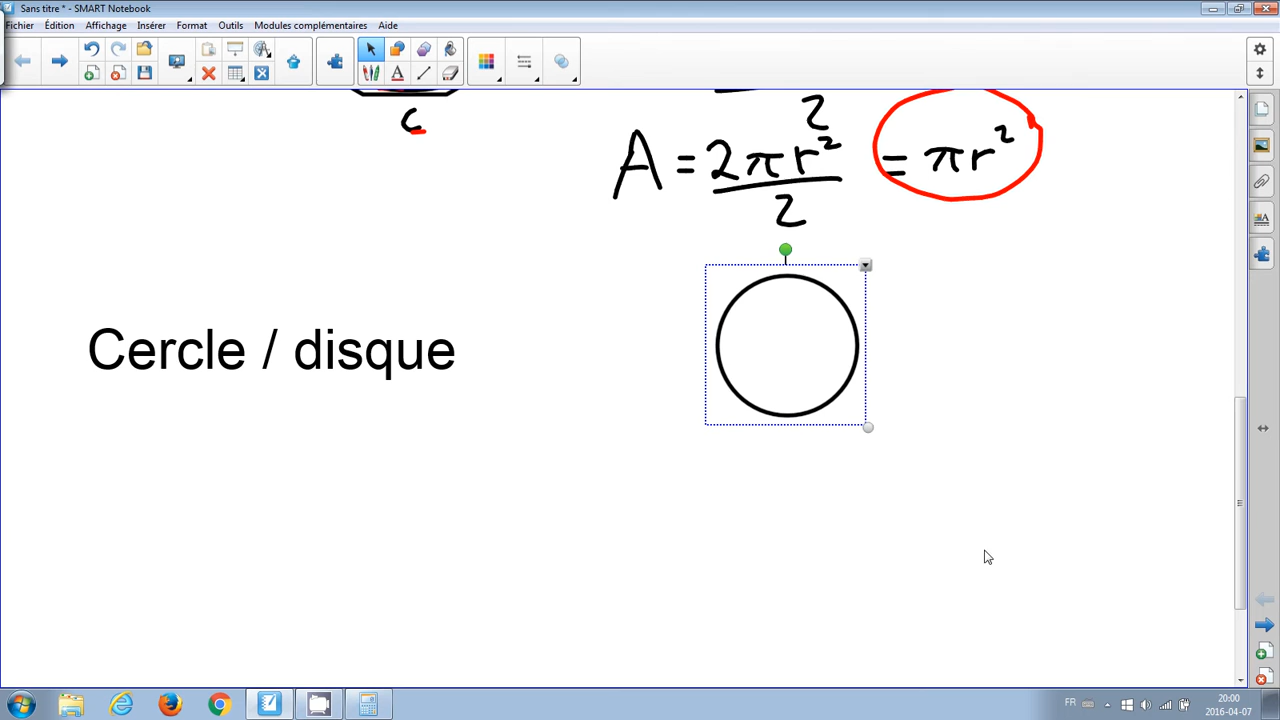 Sans titre * - SMART Notebook
Fichier Édition Affichage Insérer Format Outils Modules complémentaires Aide
c
2
A = 2πr² = πr²
2
Cercle / disque
FR
20:00
2016-04-07